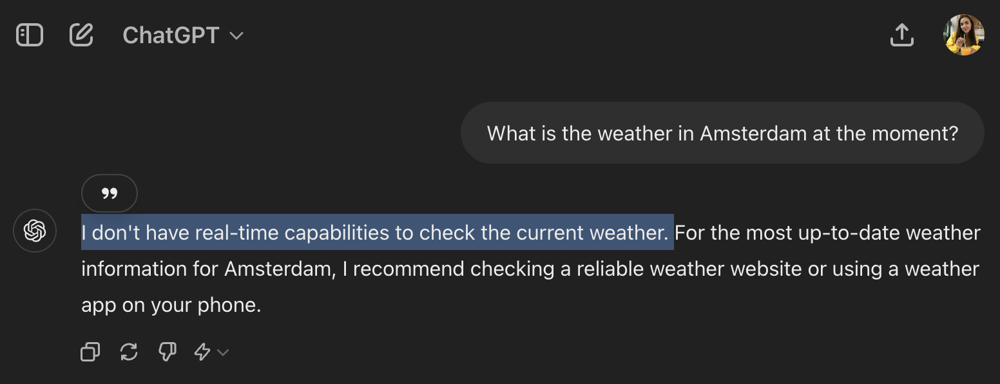 ChatGPT
What is the weather in Amsterdam at the moment?
I don't have real-time capabilities to check the current weather. For the most up-to-date weather
information for Amsterdam, I recommend checking a reliable weather website or using a weather
app on your phone.